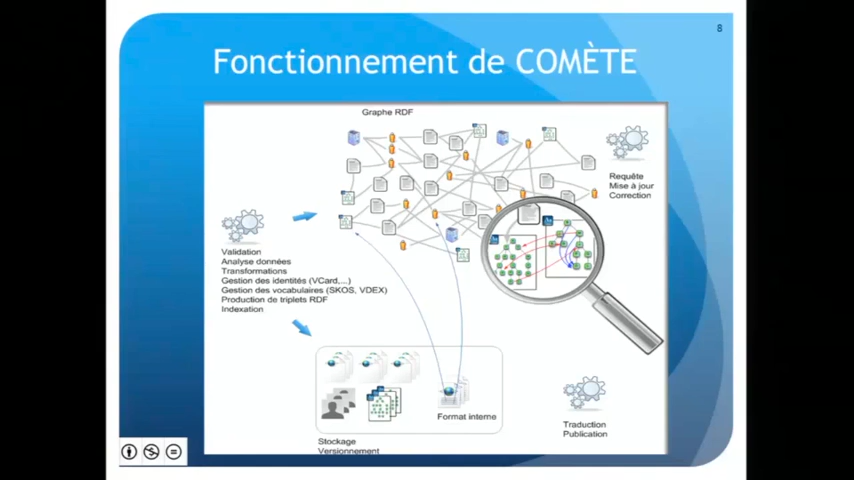 8
Fonctionnement de COMÈTE
Graphe RDF
Requête
Mise à jour
Correction
Validation
Analyse données
Transformations
Gestion des identités (VCard,...)
Gestion des vocabulaires (SKOS, VDEX)
Production de triplets RDF
Indexation
Format interne
Stockage
Versionnement
Traduction
Publication